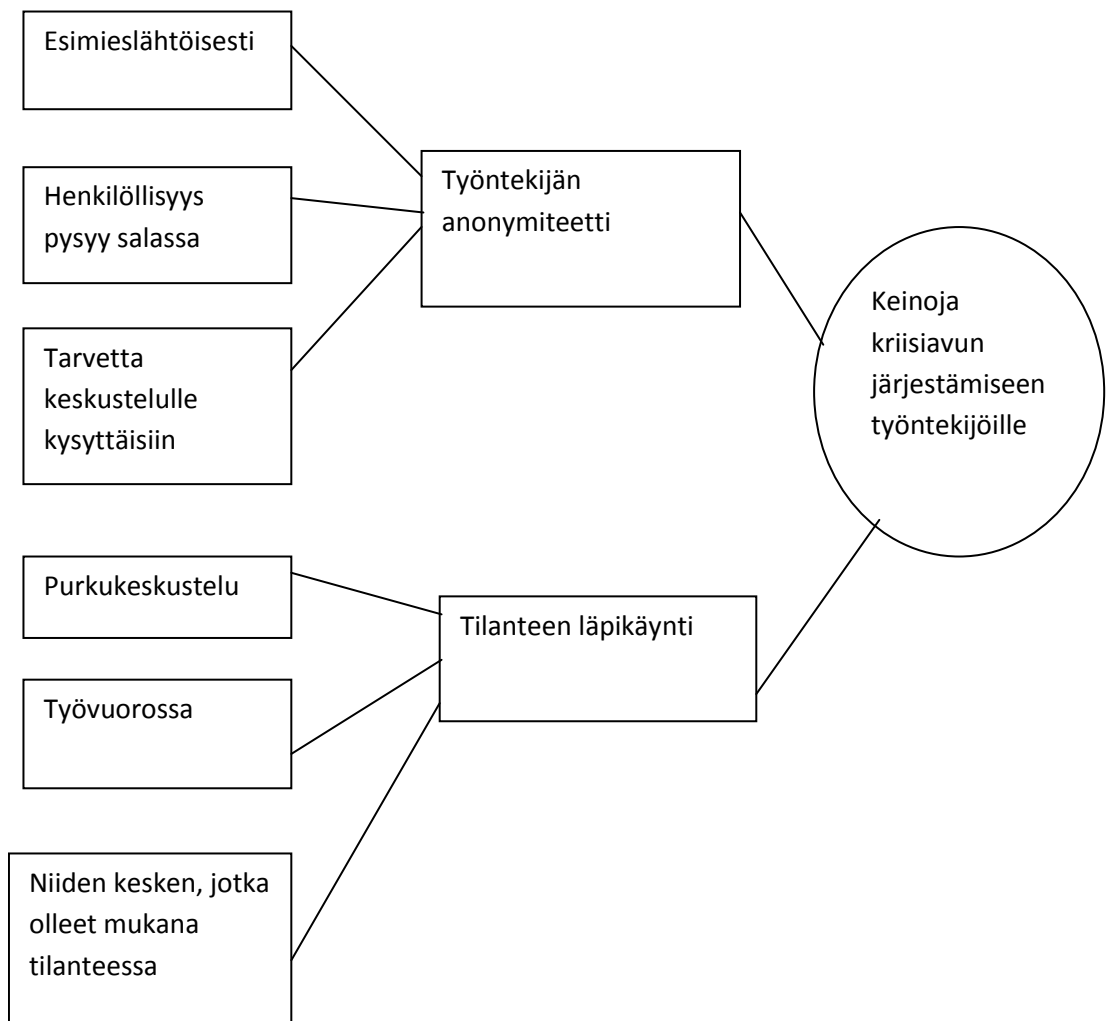 Esimieslähtöisesti
Henkilöllisyys
pysyy salassa
Tarvetta
keskustelulle
kysyttäisiin
Työntekijän
anonymiteetti
Keinoja
kriisiavun
järjestämiseen
työntekijöille
Purkukeskustelu
Työvuorossa
Niiden kesken, jotka
olleet mukana
tilanteessa
Tilanteen läpikäynti